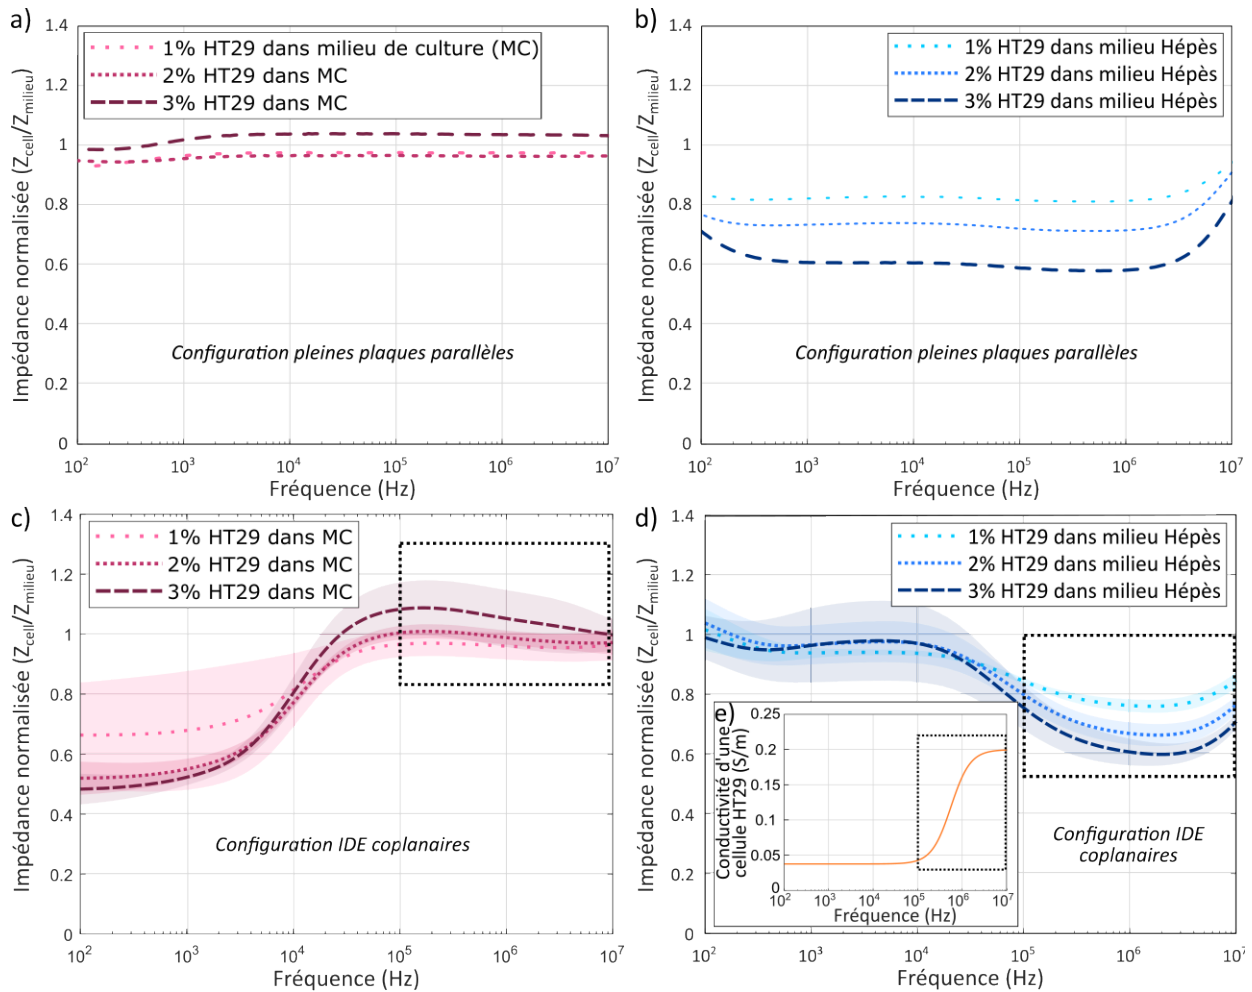 a)
Impédance normalisée (Zcell/Zmilieu)
1.4
1.2
1
0.8
0.6
0.4
0.2
0
1% HT29 dans milieu de culture (MC)
2% HT29 dans MC
3% HT29 dans MC
Configuration pleines plaques parallèles
10² 10³ 10⁴ 10⁵ 10⁶ 10⁷
Fréquence (Hz)
b)
Impédance normalisée (Zcell/Zmilieu)
1.4
1.2
1
0.8
0.6
0.4
0.2
0
1% HT29 dans milieu Hépès
2% HT29 dans milieu Hépès
3% HT29 dans milieu Hépès
Configuration pleines plaques parallèles
10² 10³ 10⁴ 10⁵ 10⁶ 10⁷
Fréquence (Hz)
c)
Impédance normalisée (Zcell/Zmilieu)
1.4
1.2
1
0.8
0.6
0.4
0.2
0
1% HT29 dans MC
2% HT29 dans MC
3% HT29 dans MC
Configuration IDE coplanaires
10² 10³ 10⁴ 10⁵ 10⁶ 10⁷
Fréquence (Hz)
d)
Impédance normalisée (Zcell/Zmilieu)
1.4
1.2
1
0.8
0.6
0.4
0.2
0
1% HT29 dans milieu Hépès
2% HT29 dans milieu Hépès
3% HT29 dans milieu Hépès
Configuration IDE
coplanaires
10² 10³ 10⁴ 10⁵ 10⁶ 10⁷
Fréquence (Hz)
e)
Conductivité d'une
cellule HT29 (S/m)
0.25
0.20
0.15
0.10
0.05
0
10² 10³ 10⁴ 10⁵ 10⁶ 10⁷
Fréquence (Hz)